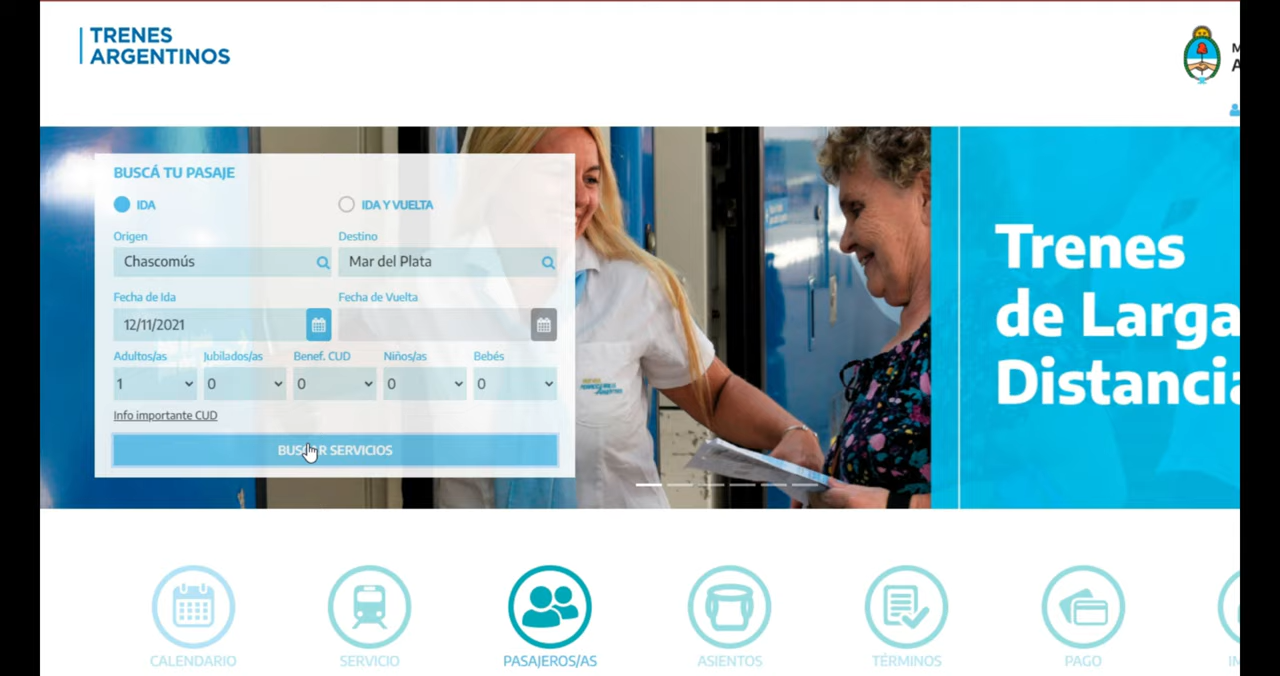 TRENES
ARGENTINOS
BUSCÁ TU PASAJE
IDA
IDA Y VUELTA
Origen
Destino
Chascomús
Mar del Plata
Fecha de Ida
Fecha de Vuelta
12/11/2021
Adultos/as
Jubilados/as
Benef. CUD
Niños/as
Bebés
1
0
0
0
0
Info importante CUD
SERVICIOS
Trenes
de Larga
Distancia
CALENDARIO
SERVICIO
PASAJEROS/AS
ASIENTOS
TÉRMINOS
PAGO